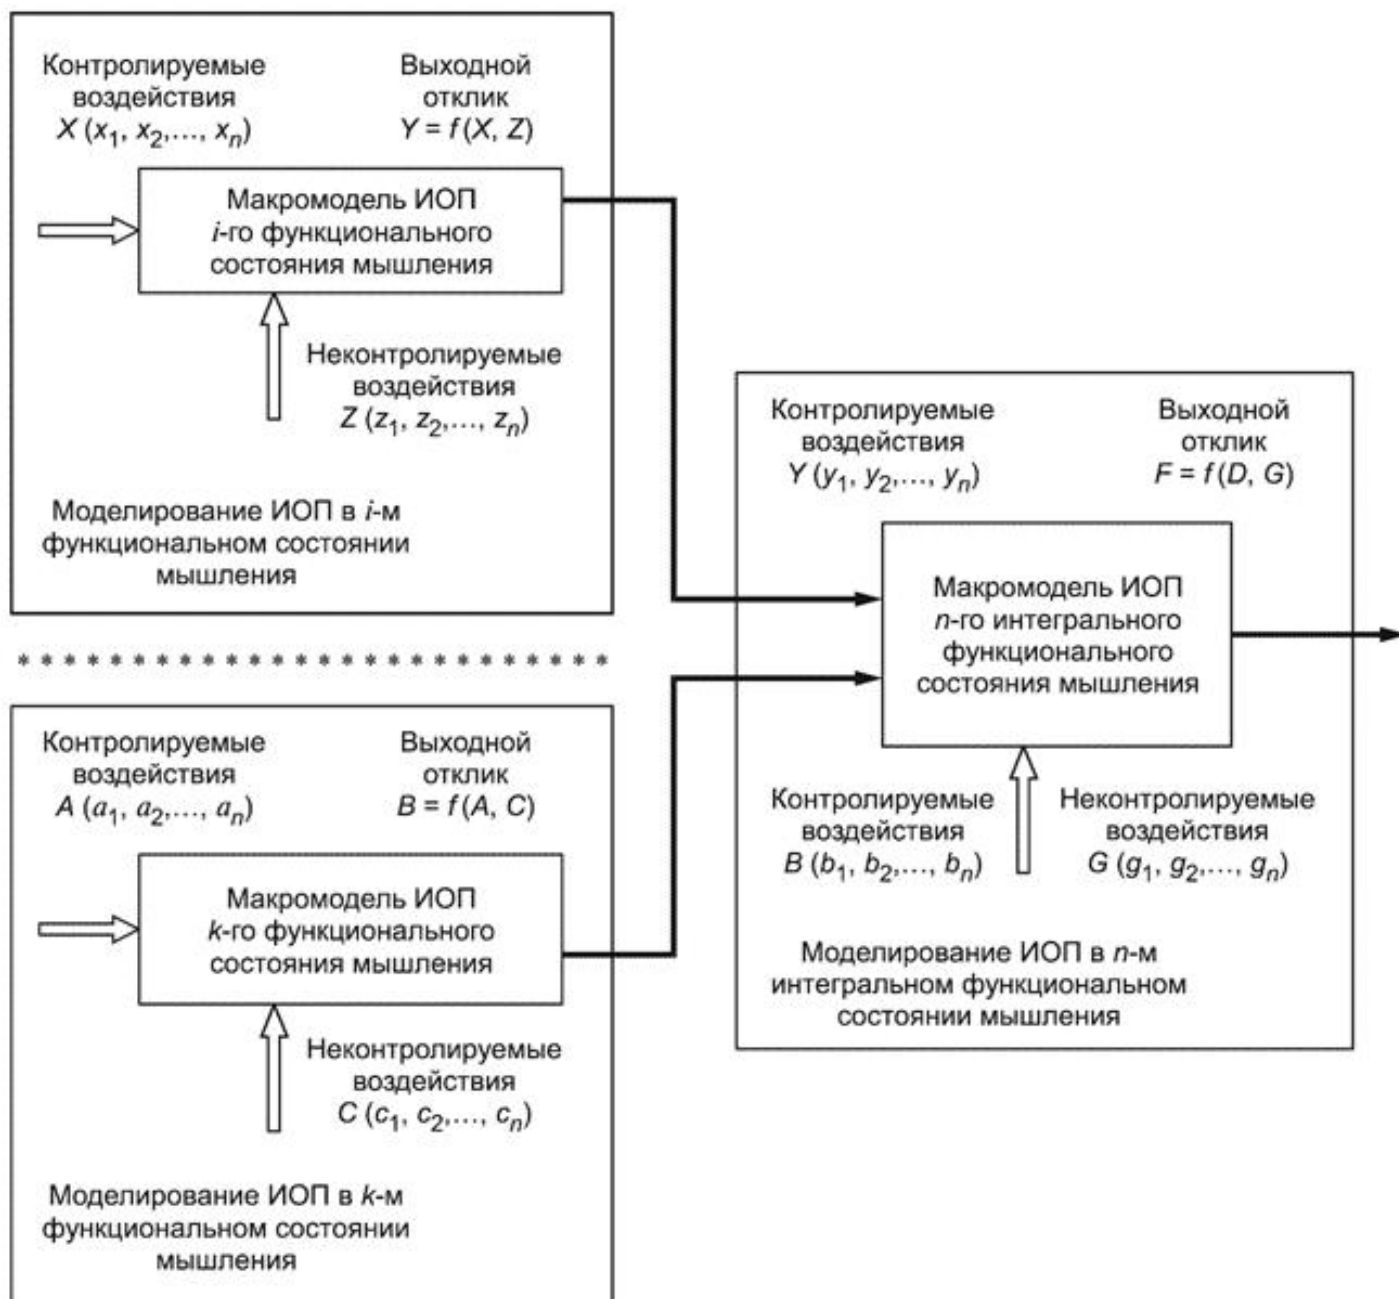 Контролируемые
воздействия
X (x₁, x₂,..., xₙ)
Выходной
отклик
Y = f (X, Z)
Макромодель ИОП
i-го функционального
состояния мышления
Неконтролируемые
воздействия
Z (z₁, z₂,..., zₙ)
Моделирование ИОП в i-м
функциональном состоянии
мышления
* * * * * * * * * * * * * * * * * * * * * * * * * *
Контролируемые
воздействия
A (a₁, a₂,..., aₙ)
Выходной
отклик
B = f (A, C)
Макромодель ИОП
k-го функционального
состояния мышления
Неконтролируемые
воздействия
C (c₁, c₂,..., cₙ)
Моделирование ИОП в k-м
функциональном состоянии
мышления
Контролируемые
воздействия
Y (y₁, y₂,..., yₙ)
Выходной
отклик
F = f (D, G)
Макромодель ИОП
n-го интегрального
функционального
состояния мышления
Контролируемые
воздействия
B (b₁, b₂,..., bₙ)
Неконтролируемые
воздействия
G (g₁, g₂,..., gₙ)
Моделирование ИОП в n-м
интегральном функциональном
состоянии мышления